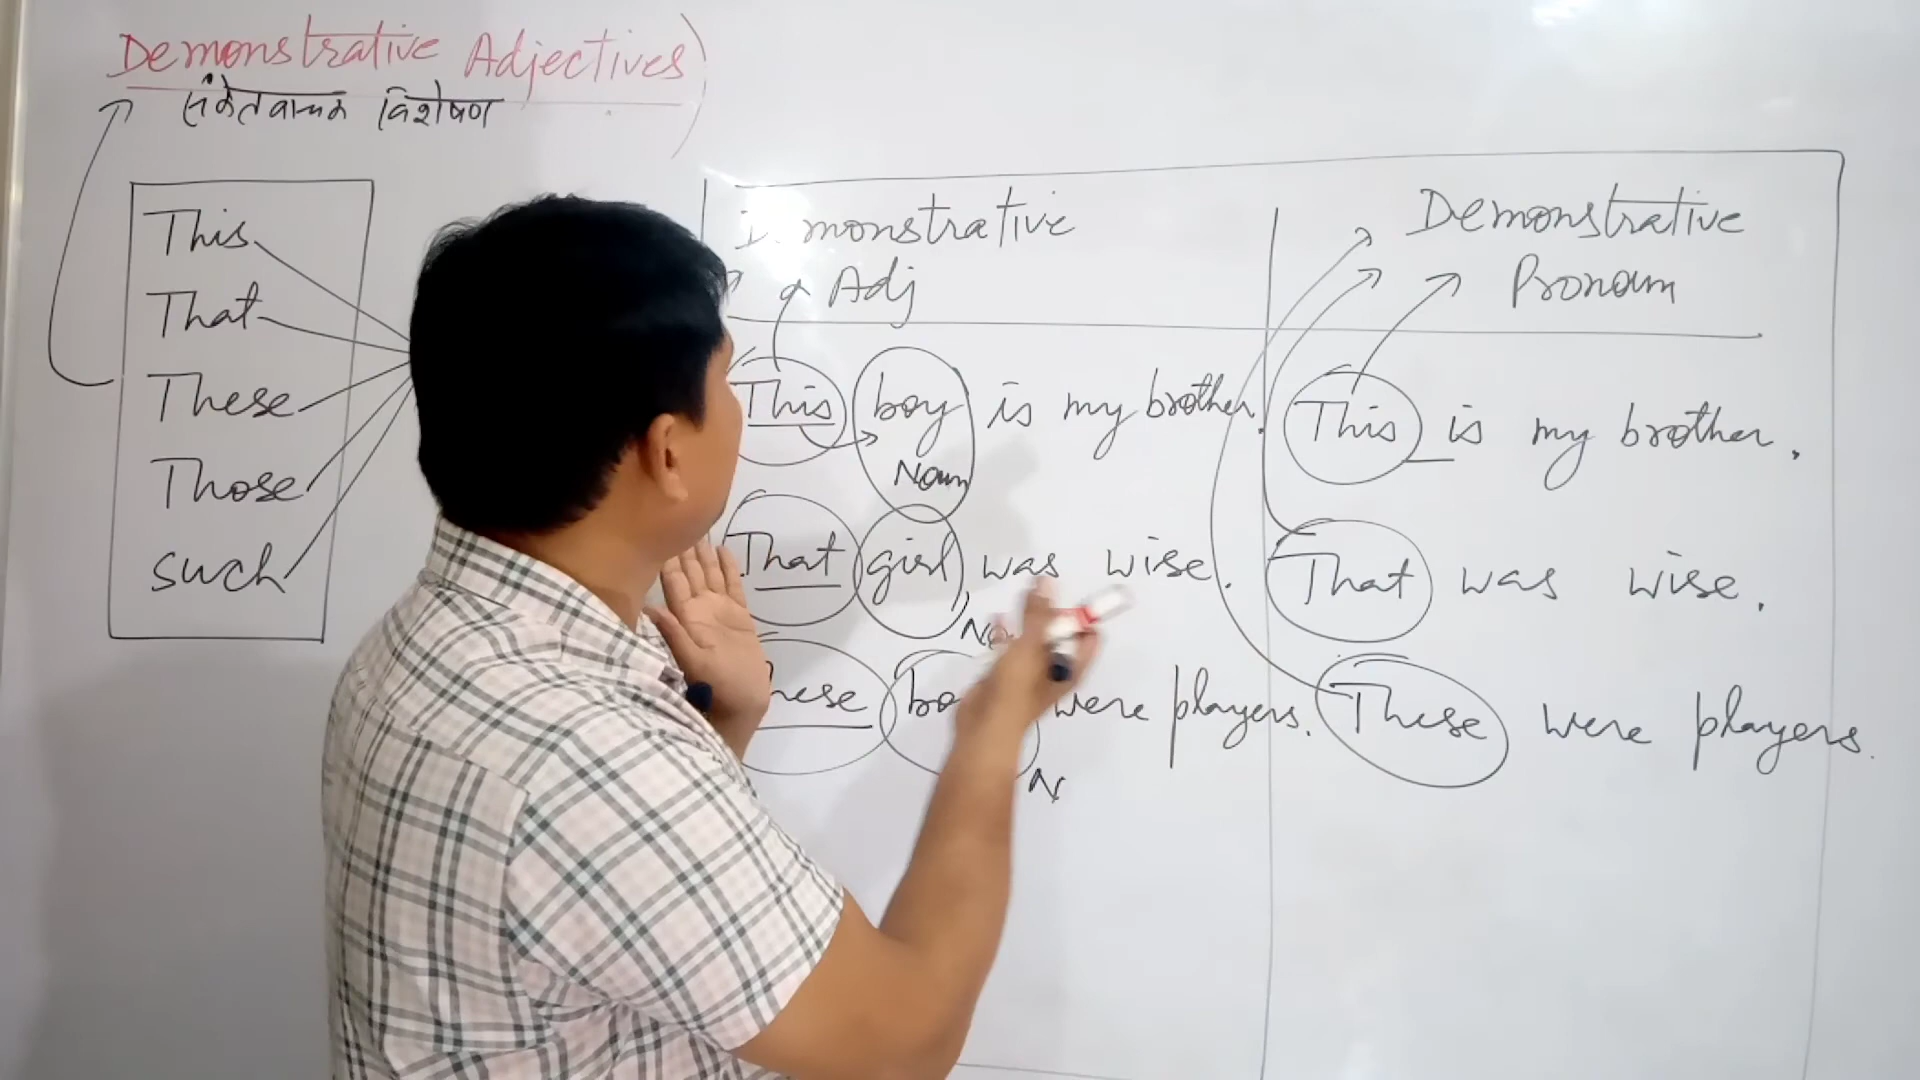 Demonstrative Adjectives
संकेतवाचक विशेषण
This
That
These
Those
such
Demonstrative
Adj
This boy is my brother.
Noun
That girl was wise.
These were players.
N
Demonstrative
Pronoun
This is my brother.
That was wise.
These were players.